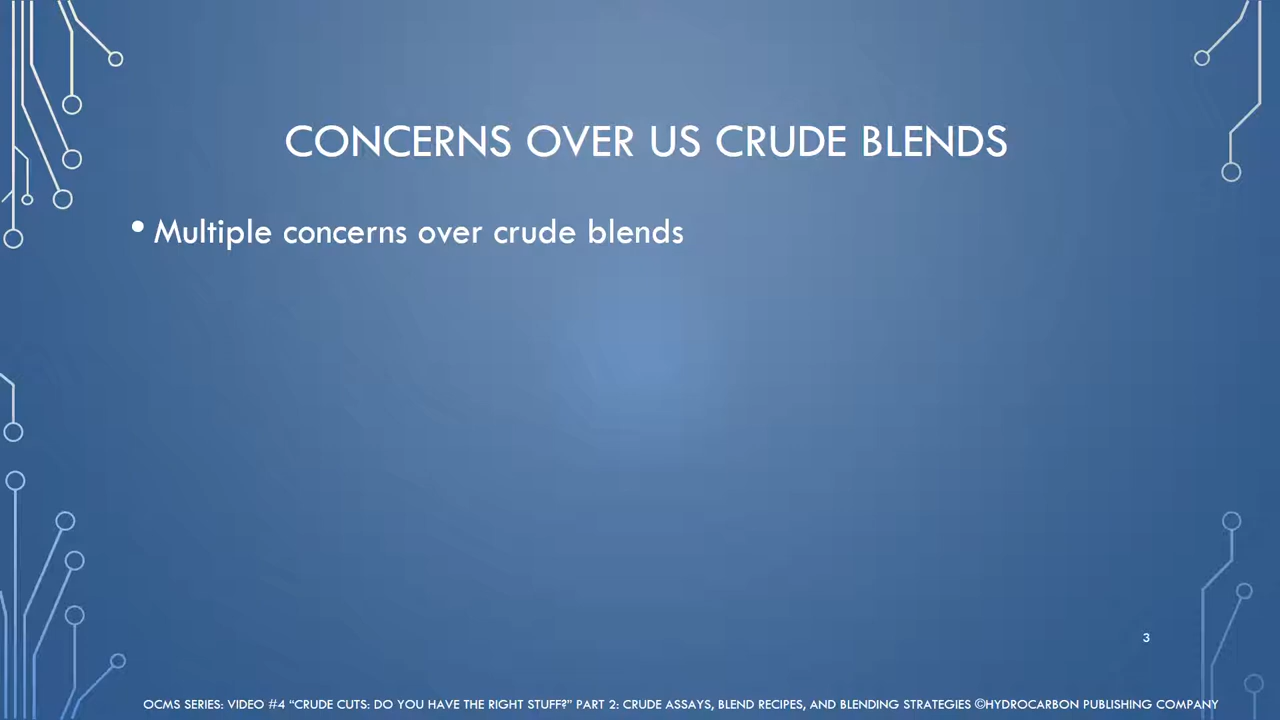 CONCERNS OVER US CRUDE BLENDS
• Multiple concerns over crude blends
3
OCMS SERIES: VIDEO #4 “CRUDE CUTS: DO YOU HAVE THE RIGHT STUFF?” PART 2: CRUDE ASSAYS, BLEND RECIPES, AND BLENDING STRATEGIES ©HYDROCARBON PUBLISHING COMPANY